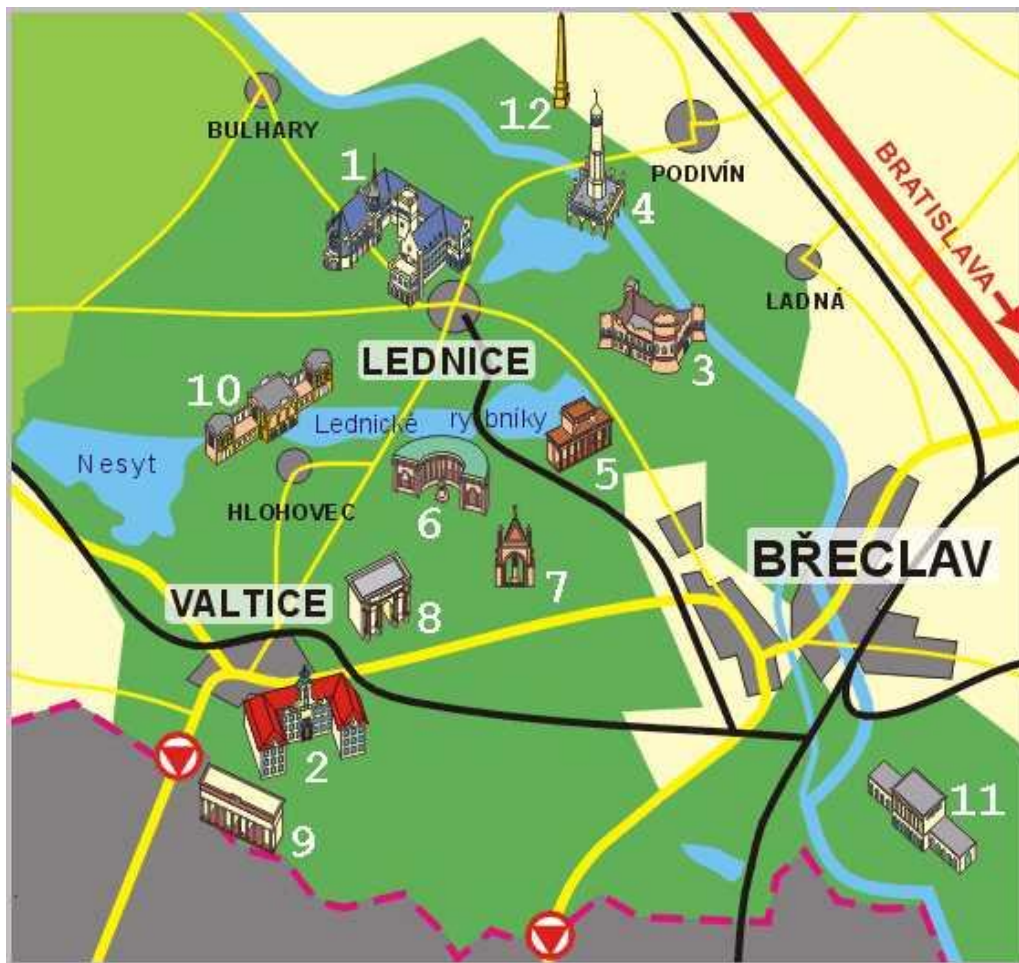 12
BULHARY
PODIVÍN
1
BRATISLAVA
4
LADNÁ
LEDNICE
3
10
Lednické rybníky
Nesyt
5
HLOHOVEC
6
BŘECLAV
7
VALTICE
8
2
11
9